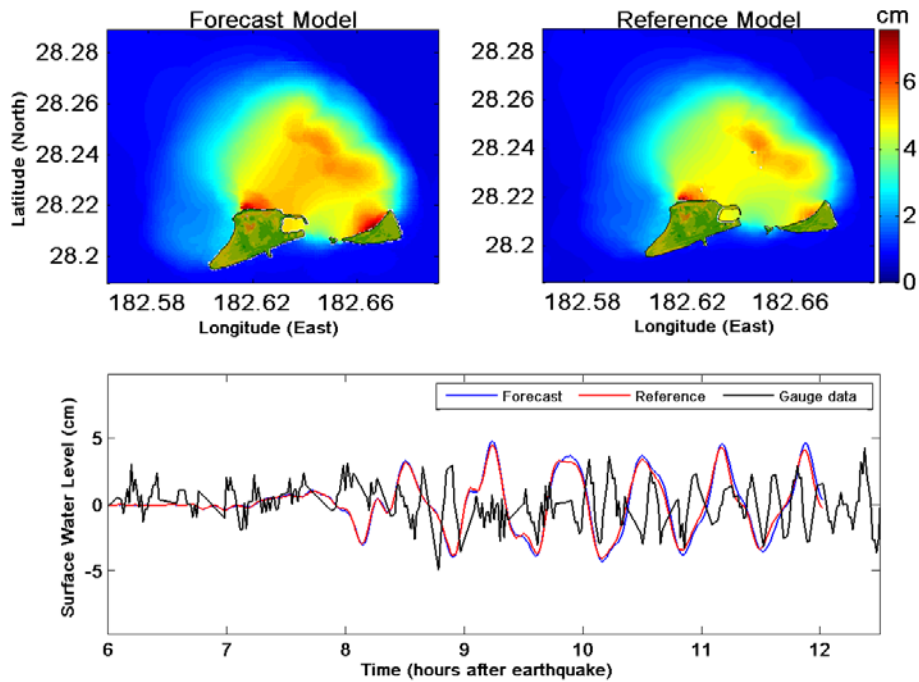 Forecast Model
Reference Model
cm
Latitude (North)
28.28
28.26
28.24
28.22
28.2
182.58
182.62
182.66
Longitude (East)
28.28
28.26
28.24
28.22
28.2
182.58
182.62
182.66
Longitude (East)
6
4
2
0
Surface Water Level (cm)
5
0
-5
Forecast
Reference
Gauge data
6
7
8
9
10
11
12
Time (hours after earthquake)